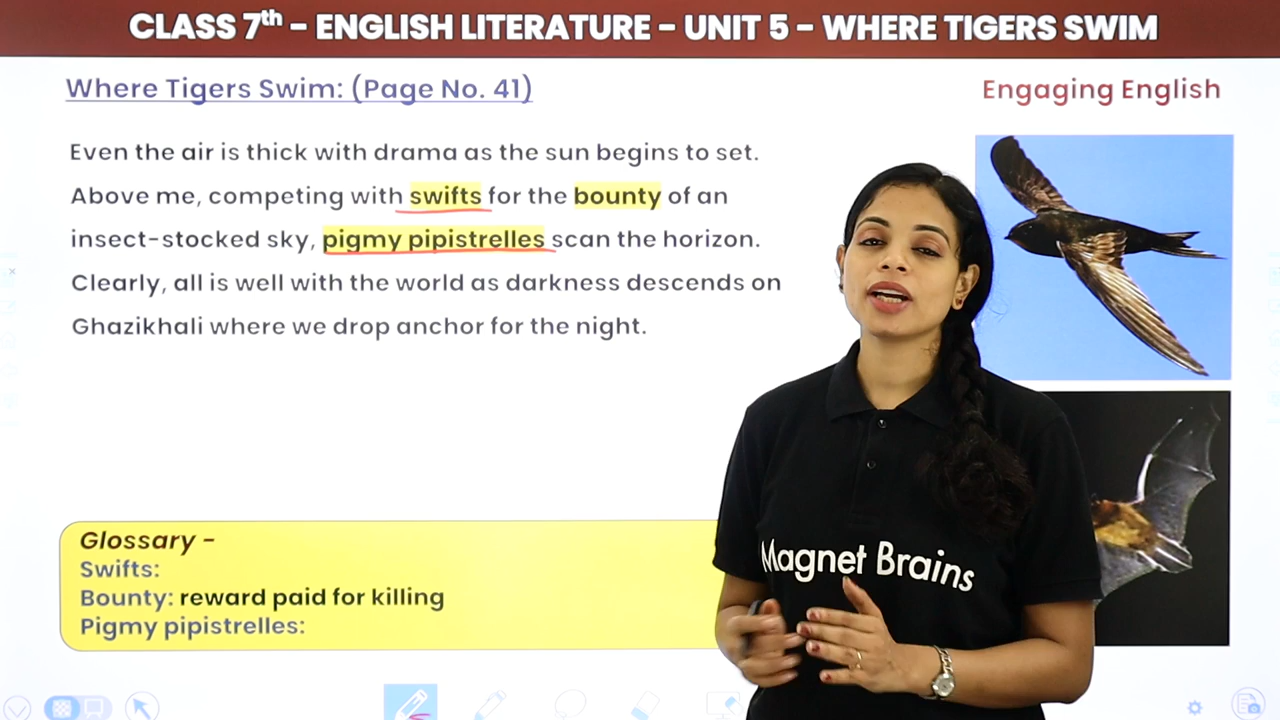 CLASS 7th - ENGLISH LITERATURE - UNIT 5 - WHERE TIGERS SWIM
Where Tigers Swim: (Page No. 41)
Engaging English
Even the air is thick with drama as the sun begins to set.
Above me, competing with swifts for the bounty of an
insect-stocked sky, pigmy pipistrelles scan the horizon.
Clearly, all is well with the world as darkness descends on
Ghazikhali where we drop anchor for the night.
Glossary -
Swifts:
Bounty: reward paid for killing
Pigmy pipistrelles:
Magnet Brains